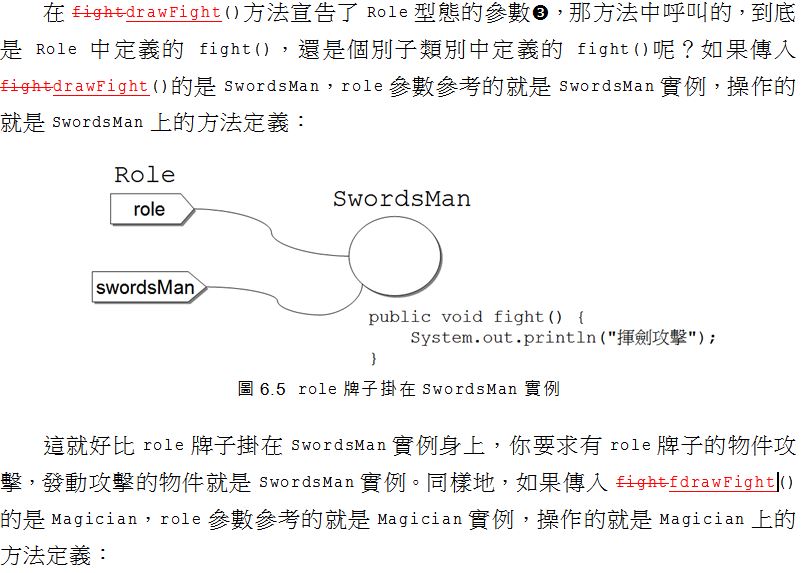 在 fightdrawFight()方法宣告了 Role 型態的參數❸，那方法中呼叫的，到底
是 Role 中定義的 fight()，還是個別子類別中定義的 fight()呢？如果傳入
fightdrawFight()的是 SwordsMan，role 參數參考的就是 SwordsMan 實例，操作的
就是 SwordsMan 上的方法定義：
Role
SwordsMan
role
swordsMan
public void fight() {
System.out.println("揮劍攻擊");
}
圖 6.5 role 牌子掛在 SwordsMan 實例
這就好比 role 牌子掛在 SwordsMan 實例身上，你要求有 role 牌子的物件攻
擊，發動攻擊的物件就是 SwordsMan 實例。同樣地，如果傳入 fightfdrawFight()
的是 Magician，role 參數參考的就是 Magician 實例，操作的就是 Magician 上的
方法定義：